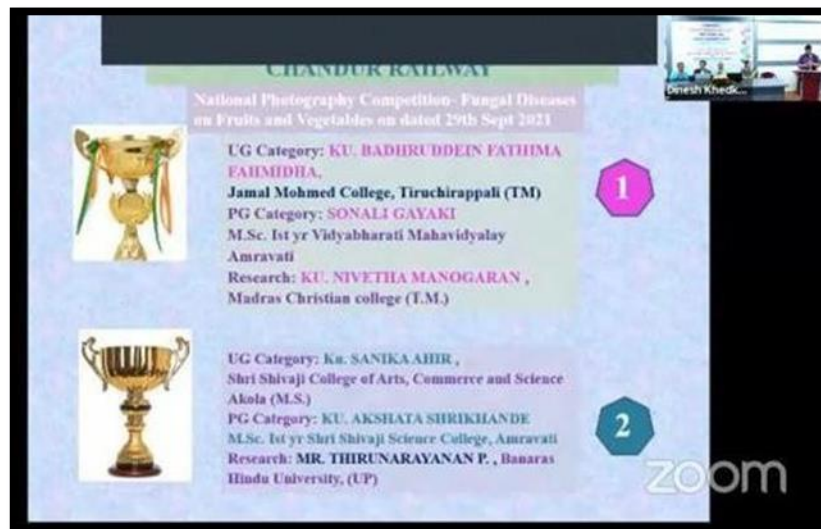 CHANDUR RAILWAY
National Photography Competition- Fungal Diseases
on Fruits and Vegetables on dated 29th Sept 2021
UG Category: KU. BADHRUDDEIN FATHIMA
FAHMIDHA,
Jamal Mohmed College, Tiruchirappali (TM)
PG Category: SONALI GAYAKI
M.Sc. Ist yr Vidyabharati Mahavidyalay
Amravati
Research: KU. NIVETHA MANOGARAN ,
Madras Christian college (T.M.)
1
UG Category: Ku. SANIKA AHIR ,
Shri Shivaji College of Arts, Commerce and Science
Akola (M.S.)
PG Category: KU. AKSHATA SHRIKHANDE
M.Sc. Ist yr Shri Shivaji Science College, Amravati
Research: MR. THIRUNARAYANAN P. , Banaras
Hindu University, (UP)
2
Dinesh Khedk...
zoom